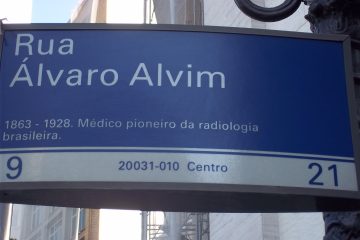 Rua
Álvaro Alvim
1863 - 1928. Médico pioneiro da radiologia
brasileira.
9 20031-010 Centro 21